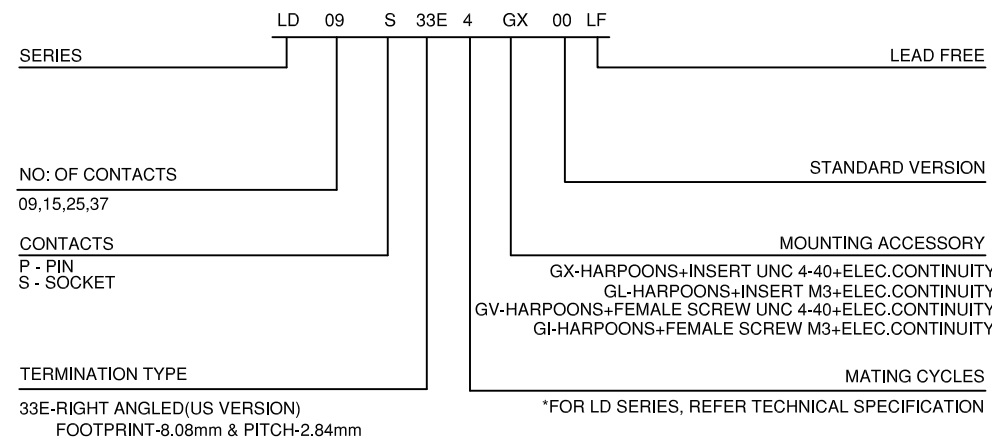 LD 09 S 33E 4 GX 00 LF
SERIES
LEAD FREE
NO: OF CONTACTS
09,15,25,37
STANDARD VERSION
CONTACTS
P - PIN
S - SOCKET
MOUNTING ACCESSORY
GX-HARPOONS+INSERT UNC 4-40+ELEC.CONTINUITY
GL-HARPOONS+INSERT M3+ELEC.CONTINUITY
GV-HARPOONS+FEMALE SCREW UNC 4-40+ELEC.CONTINUITY
GI-HARPOONS+FEMALE SCREW M3+ELEC.CONTINUITY
TERMINATION TYPE
33E-RIGHT ANGLED(US VERSION)
FOOTPRINT-8.08mm & PITCH-2.84mm
MATING CYCLES
*FOR LD SERIES, REFER TECHNICAL SPECIFICATION